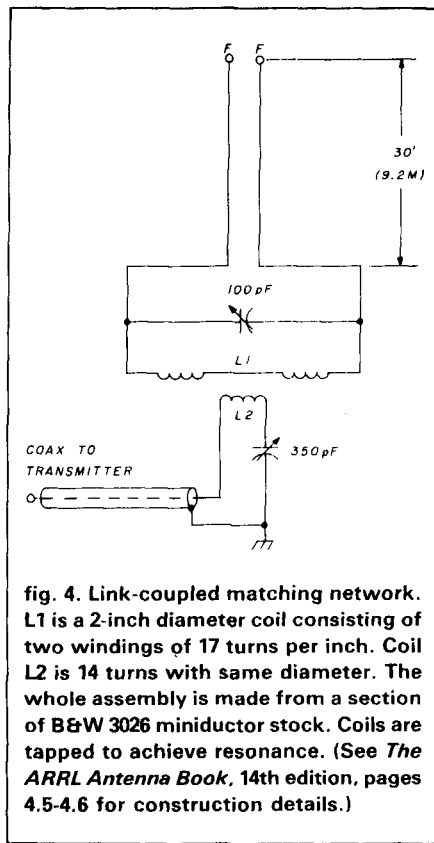 F F
30'
(9.2M)
100pF
L1
L2
350pF
COAX TO
TRANSMITTER
fig. 4. Link-coupled matching network.
L1 is a 2-inch diameter coil consisting of
two windings of 17 turns per inch. Coil
L2 is 14 turns with same diameter. The
whole assembly is made from a section
of B&W 3026 miniductor stock. Coils are
tapped to achieve resonance. (See The
ARRL Antenna Book, 14th edition, pages
4.5-4.6 for construction details.)